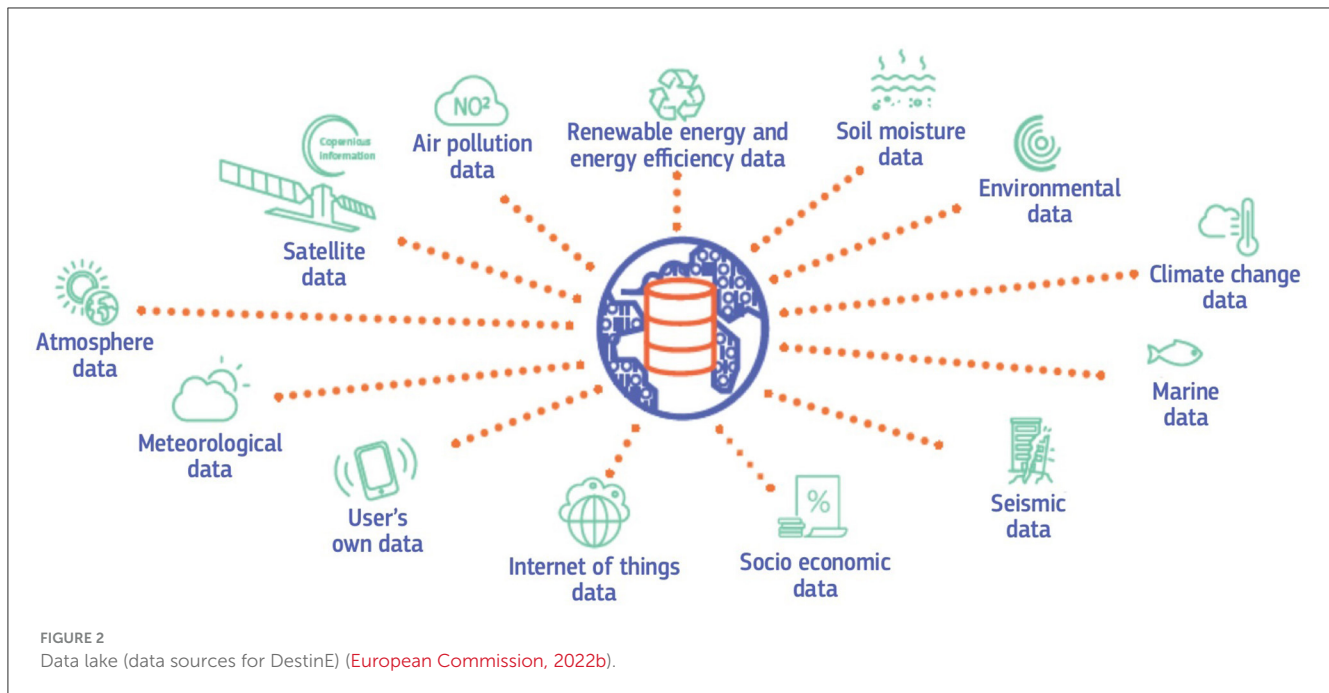 NO²
Air pollution
data
Renewable energy and
energy efficiency data
Soil moisture
data
Copernicus
Information
Satellite
data
Environmental
data
Climate change
data
Atmosphere
data
Marine
data
Meteorological
data
User's
own data
Internet of things
data
%
Socio economic
data
Seismic
data
FIGURE 2
Data lake (data sources for DestinE) (European Commission, 2022b).